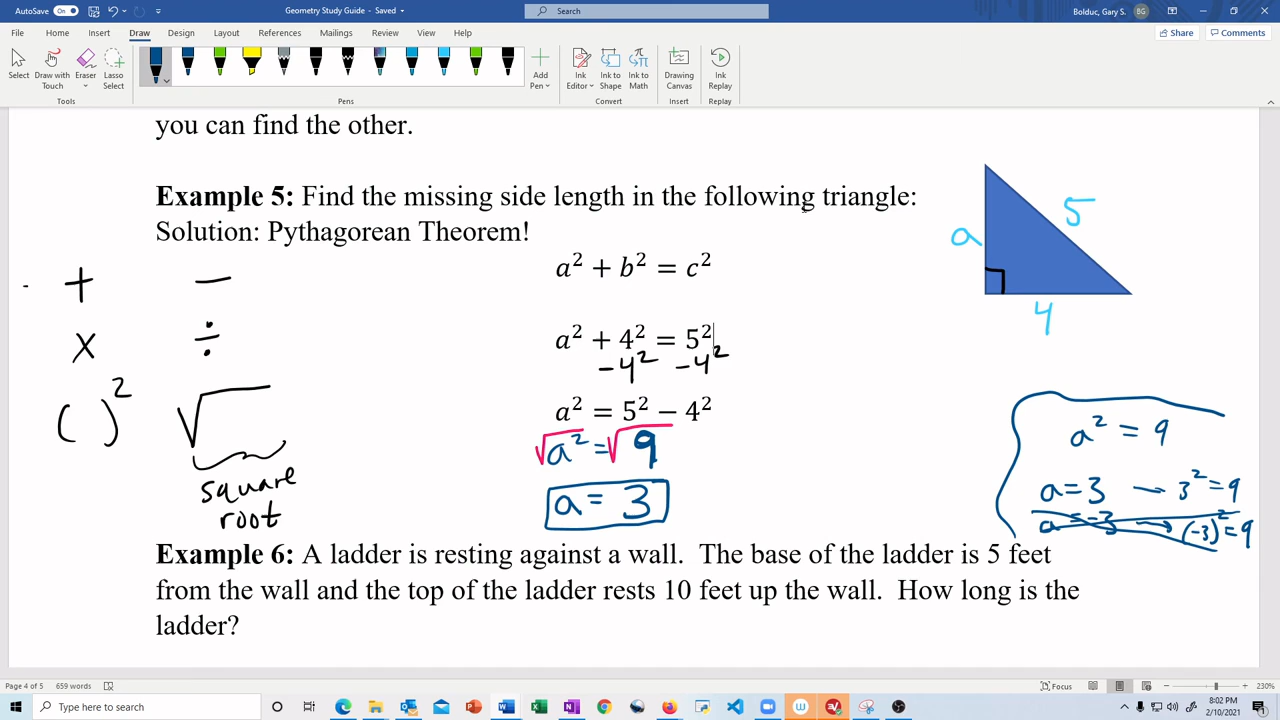 AutoSave On Geometry Study Guide - Saved Search Bolduc, Gary S. BG
File Home Insert Draw Design Layout References Mailings Review View Help Share Comments
Select Draw with Touch Eraser Lasso Select Add Pen Ink Editor Ink to Shape Ink to Math Drawing Canvas Ink Replay
Tools Pens Convert Insert Replay
you can find the other.
Example 5: Find the missing side length in the following triangle:
Solution: Pythagorean Theorem!
a 5
4
a² + b² = c²
+ −
a² + 4² = 5²
x ÷
-4² -4²
( )² √
a² = 5² − 4²
√a² = √9
a = 3
square
root
a² = 9
a = 3 → 3² = 9
a = -3 → (-3)² = 9
Example 6: A ladder is resting against a wall. The base of the ladder is 5 feet
from the wall and the top of the ladder rests 10 feet up the wall. How long is the
ladder?
Page 4 of 5 659 words Focus 230%
Type here to search 8:02 PM
2/10/2021